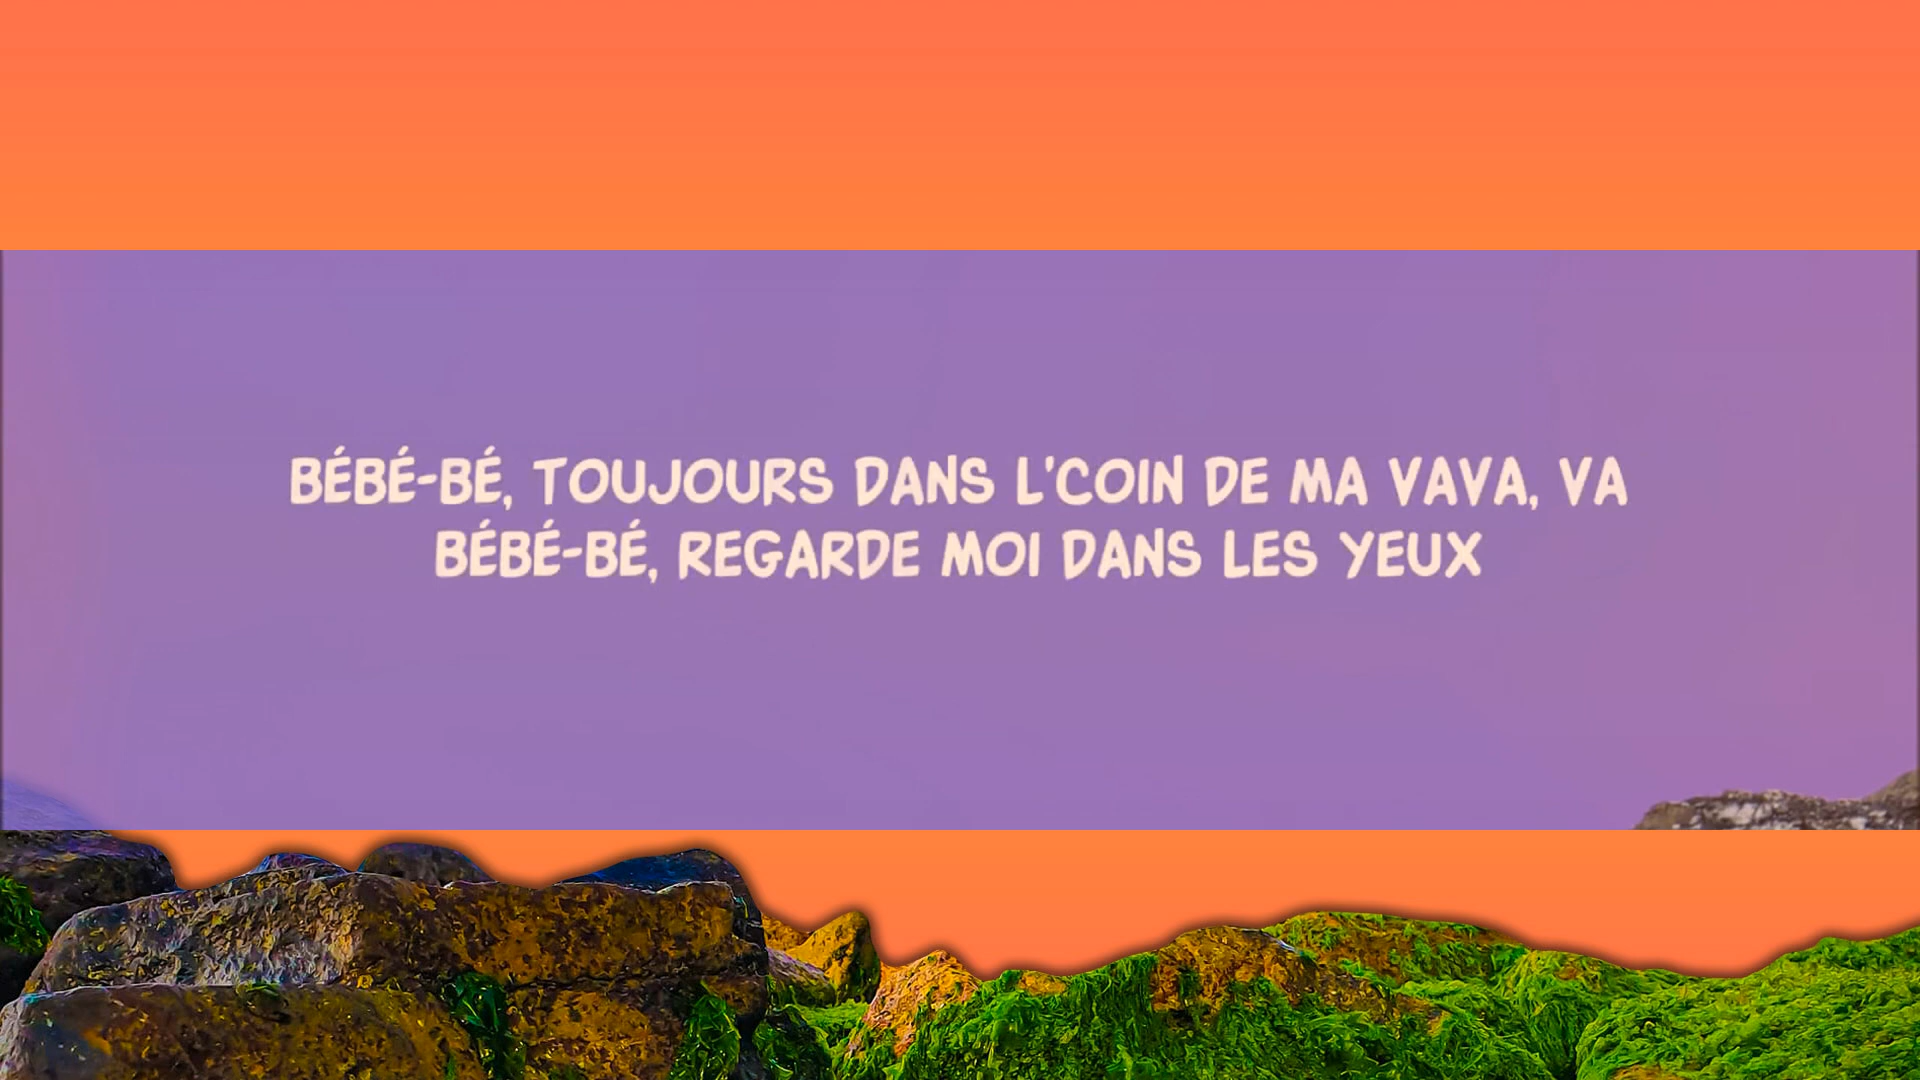 BÉBÉ-BÉ, TOUJOURS DANS L'COIN DE MA VAVA, VA
BÉBÉ-BÉ, REGARDE MOI DANS LES YEUX